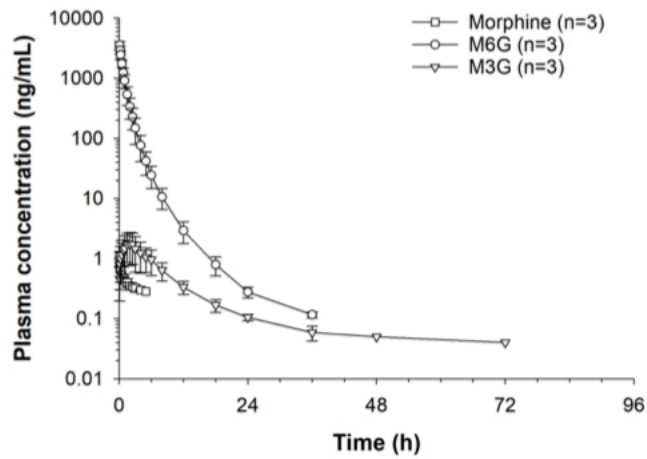 Morphine (n=3)
M6G (n=3)
M3G (n=3)
Plasma concentration (ng/mL)
10000
1000
100
10
1
0.1
0.01
0
24
48
72
96
Time (h)